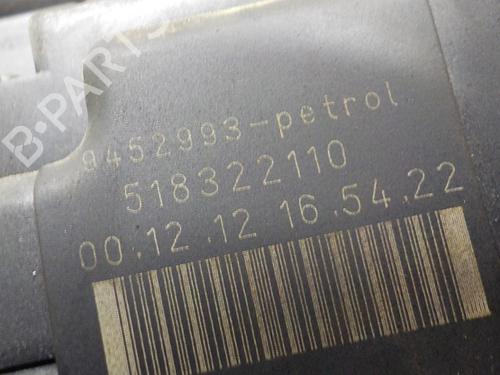 B-PARTS
9452993-petrol
518322110
00.12.12 16.54.22